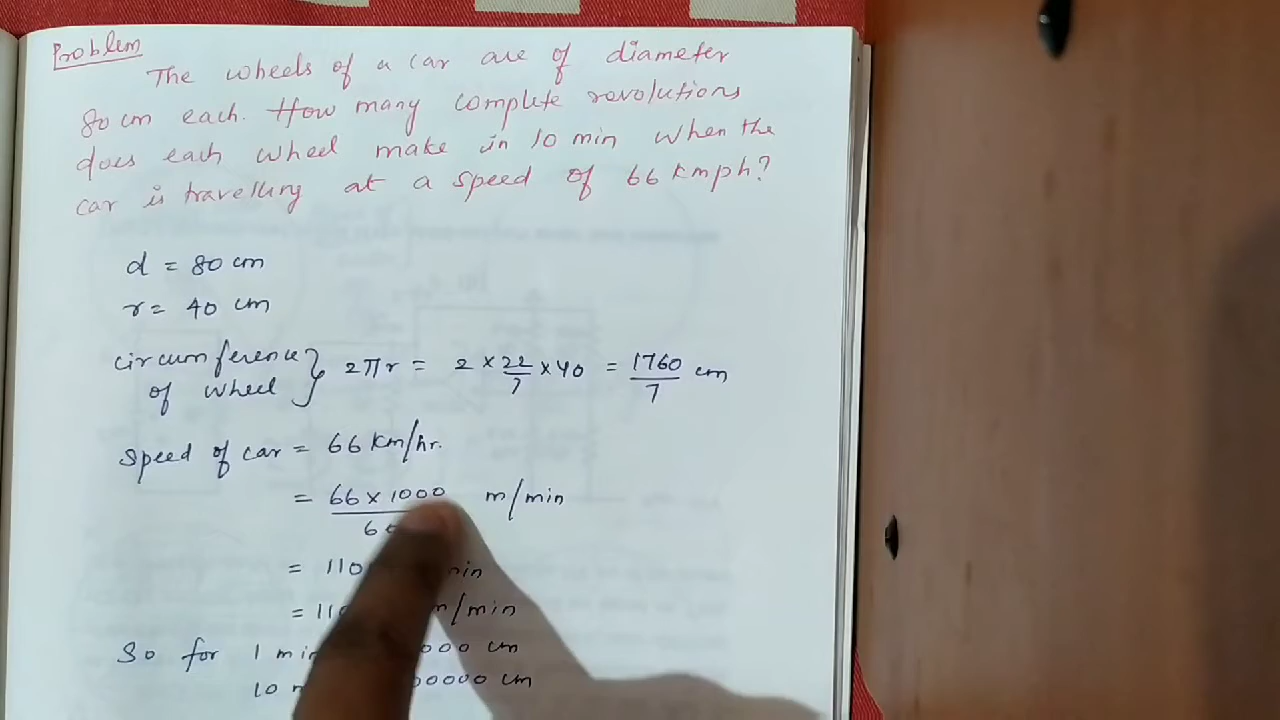 Problem
The wheels of a car are of diameter
80 cm each. How many complete revolutions
does each wheel make in 10 min when the
car is travelling at a speed of 66 kmph?
d = 80 cm
r = 40 cm
circumference of wheel } 2πr = 2 × 22/7 × 40 = 1760/7 cm
speed of car = 66 km/hr.
= 66 × 1000 m/min
= 110
= 110 m/min
So for 1 min 000 cm
10 00000 cm